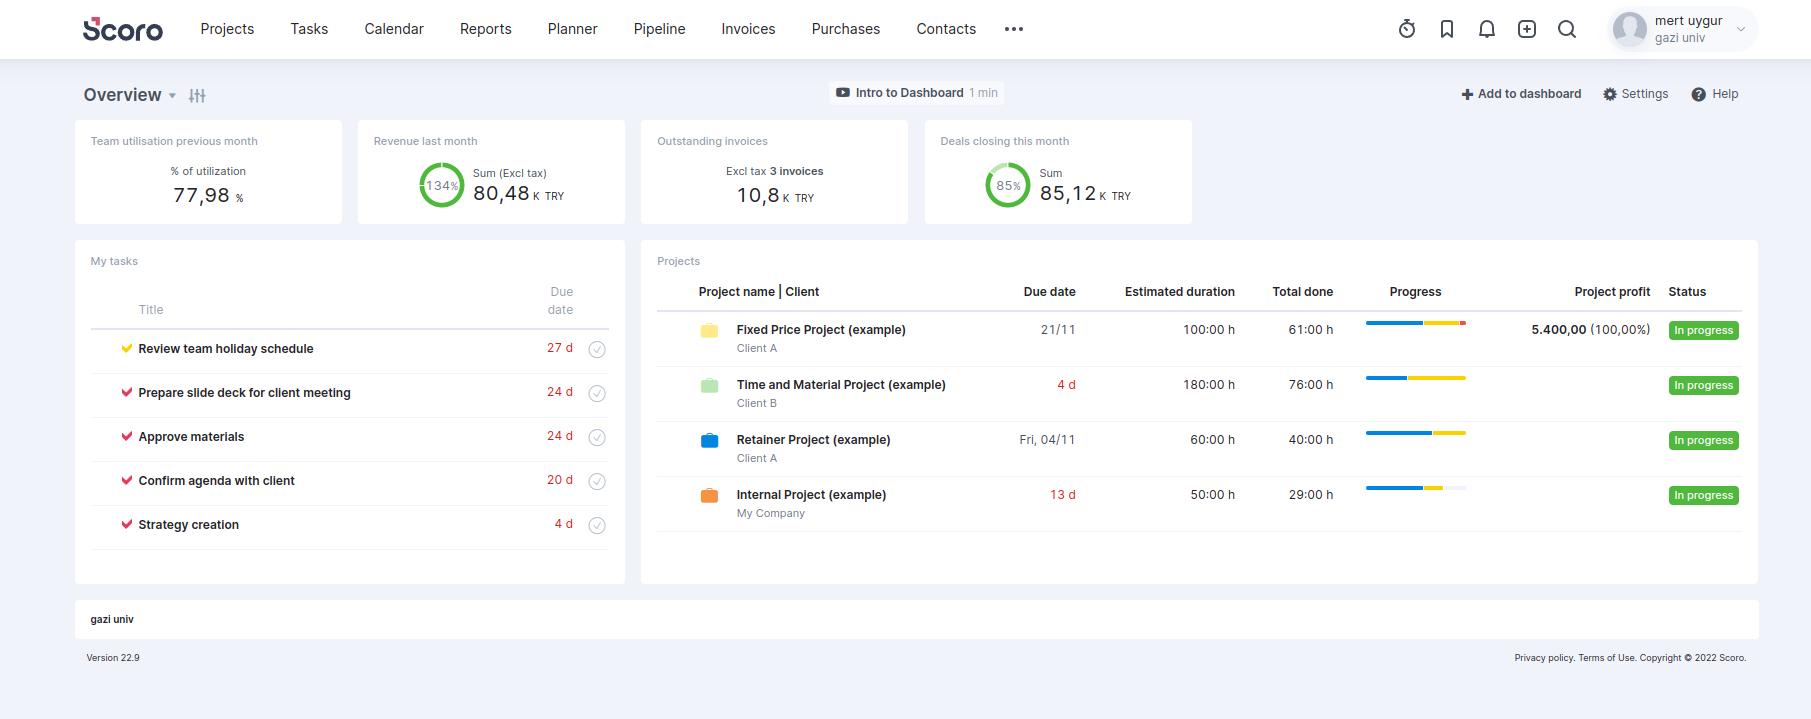 Scoro
Projects Tasks Calendar Reports Planner Pipeline Invoices Purchases Contacts •••
mert uygur
gazi univ
Overview
Intro to Dashboard 1 min
Add to dashboard Settings Help
Team utilisation previous month
% of utilization
77,98 %
Revenue last month
134%
Sum (Excl tax)
80,48 K TRY
Outstanding invoices
Excl tax 3 invoices
10,8 K TRY
Deals closing this month
85%
Sum
85,12 K TRY
My tasks
Title Due date
Review team holiday schedule 27 d
Prepare slide deck for client meeting 24 d
Approve materials 24 d
Confirm agenda with client 20 d
Strategy creation 4 d
Projects
Project name | Client Due date Estimated duration Total done Progress Project profit Status
Fixed Price Project (example) 21/11 100:00 h 61:00 h 5.400,00 (100,00%) In progress
Client A
Time and Material Project (example) 4 d 180:00 h 76:00 h In progress
Client B
Retainer Project (example) Fri, 04/11 60:00 h 40:00 h In progress
Client A
Internal Project (example) 13 d 50:00 h 29:00 h In progress
My Company
gazi univ
Version 22.9
Privacy policy. Terms of Use. Copyright © 2022 Scoro.